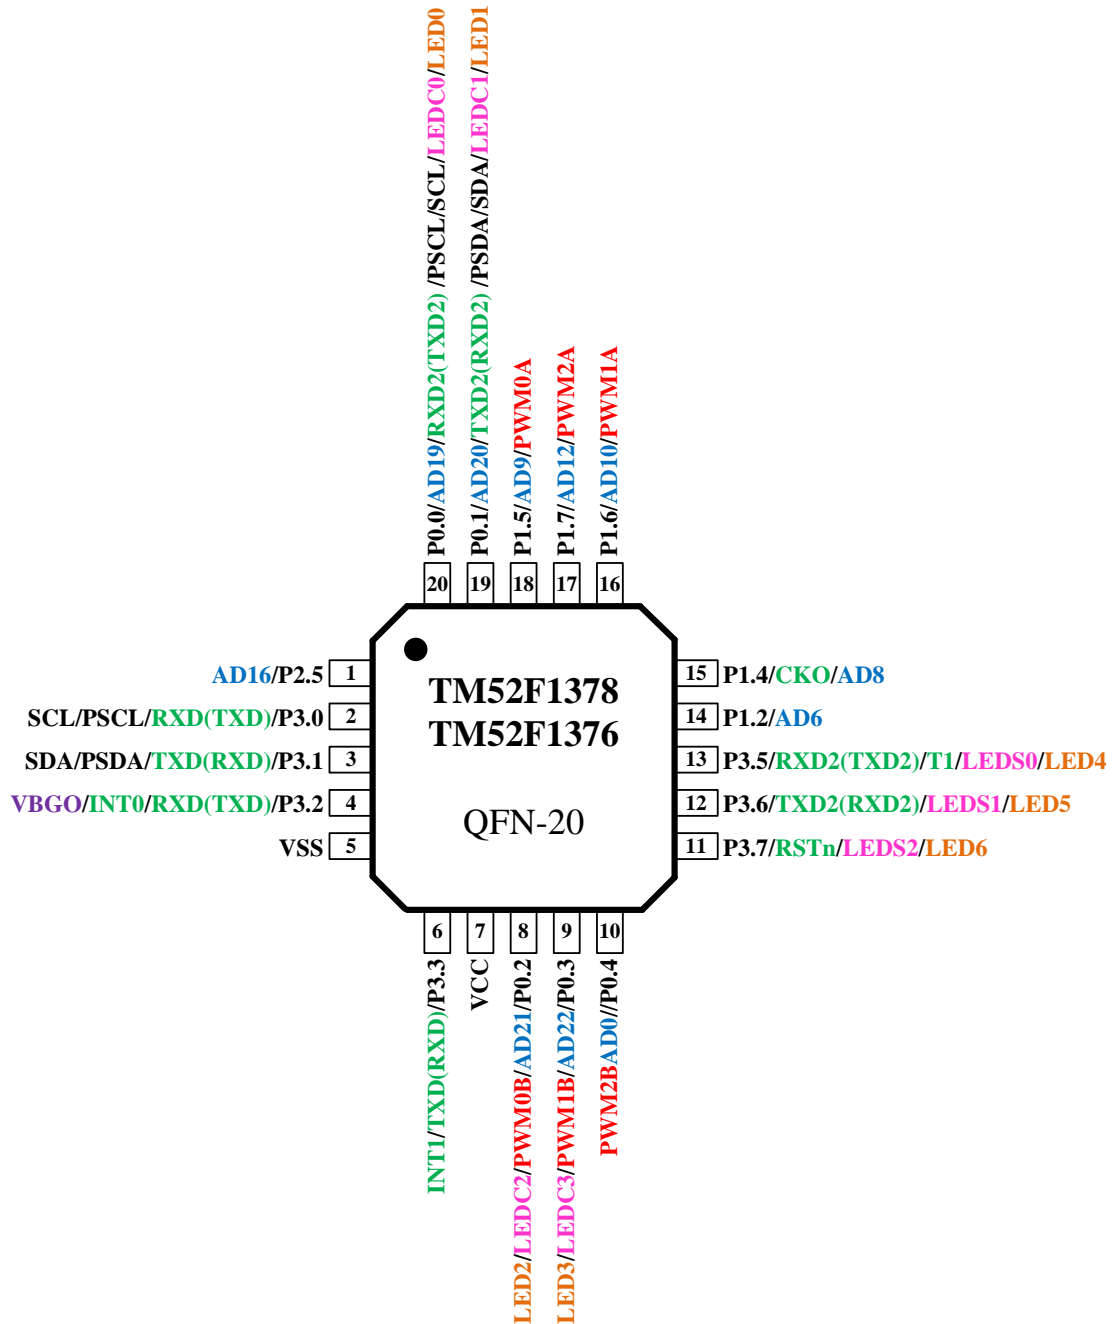 P0.0/AD19/RXD2(TXD2) /PSCL/SCL/LEDC0/LED0
P0.1/AD20/TXD2(RXD2) /PSDA/SDA/LEDC1/LED1
P1.5/AD9/PWM0A
P1.7/AD12/PWM2A
P1.6/AD10/PWM1A
20
19
18
17
16
AD16/P2.5 1
SCL/PSCL/RXD(TXD)/P3.0 2
SDA/PSDA/TXD(RXD)/P3.1 3
VBGO/INT0/RXD(TXD)/P3.2 4
VSS 5
TM52F1378
TM52F1376
QFN-20
15 P1.4/CKO/AD8
14 P1.2/AD6
13 P3.5/RXD2(TXD2)/T1/LEDS0/LED4
12 P3.6/TXD2(RXD2)/LEDS1/LED5
11 P3.7/RSTn/LEDS2/LED6
6
7
8
9
10
INT1/TXD(RXD)/P3.3
VCC
LED2/LEDC2/PWM0B/AD21/P0.2
LED3/LEDC3/PWM1B/AD22/P0.3
PWM2BAD0//P0.4